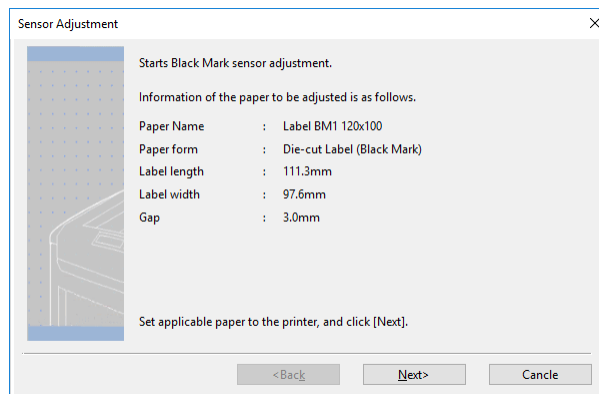 Sensor Adjustment
Starts Black Mark sensor adjustment.
Information of the paper to be adjusted is as follows.
Paper Name : Label BM1 120x100
Paper form : Die-cut Label (Black Mark)
Label length : 111.3mm
Label width : 97.6mm
Gap : 3.0mm
Set applicable paper to the printer, and click [Next].
<Back Next> Cancle